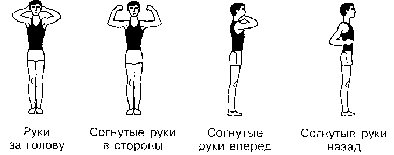 Руки
за голову
Согнутые руки
в стороны
Согнутые
руки вперед
Согнутые руки
назад